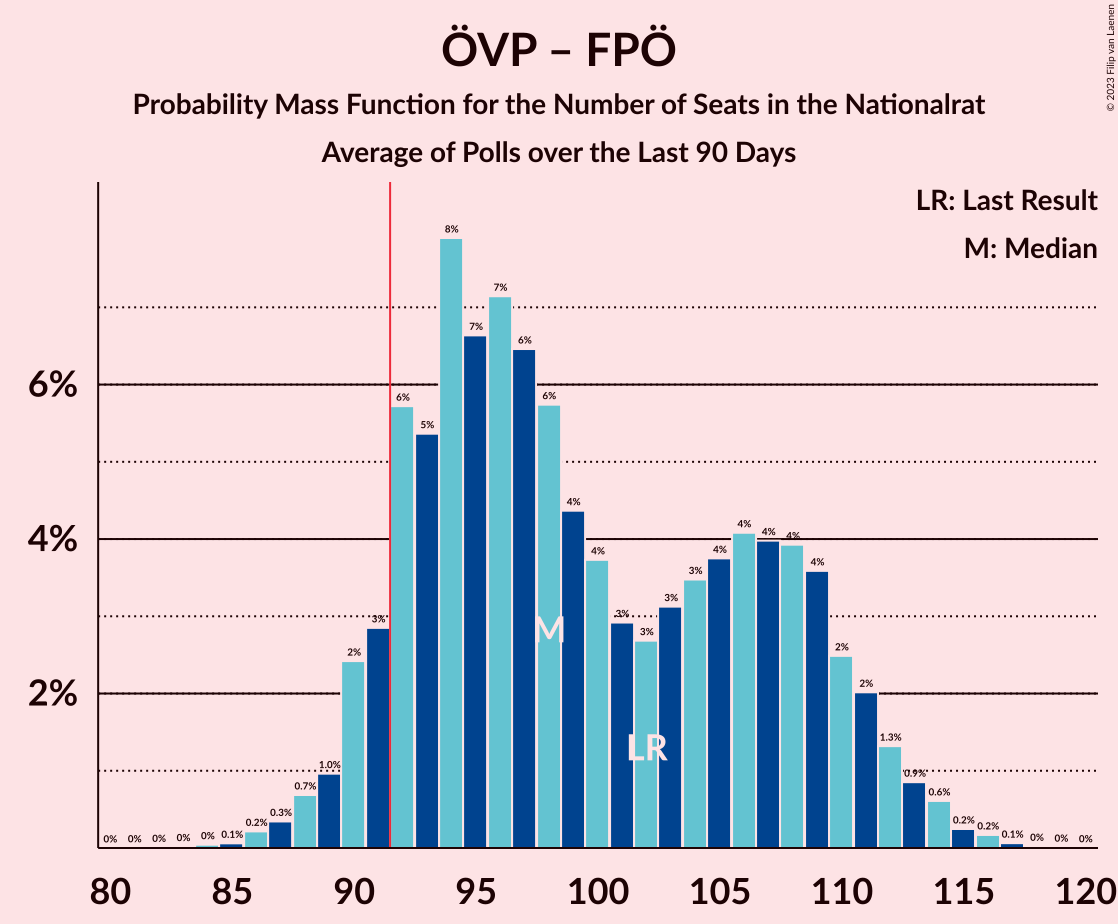 ÖVP – FPÖ
Probability Mass Function for the Number of Seats in the Nationalrat
Average of Polls over the Last 90 Days
© 2023 Filip van Laenen
LR: Last Result
M: Median
6%
4%
2%
0% 0% 0% 0% 0% 0.1% 0.2% 0.3% 0.7% 1.0% 2% 3% 6% 5% 8% 7% 7% 6% 6% 4% 4% 3% 3% 3% 3% 4% 4% 4% 4% 4% 2% 2% 1.3% 0.9% 0.6% 0.2% 0.2% 0.1% 0% 0% 0%
M
LR
80 85 90 95 100 105 110 115 120